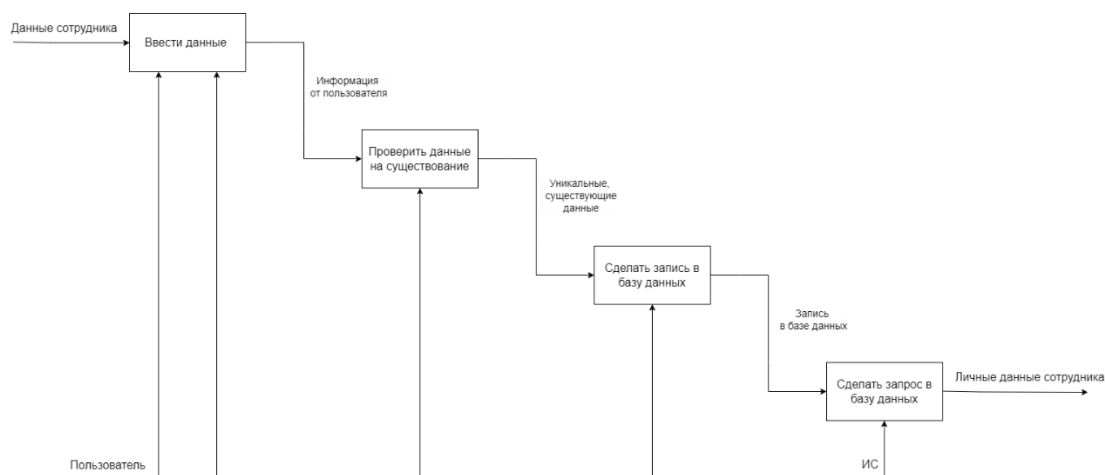 Данные сотрудника
Ввести данные
Информация
от пользователя
Проверить данные
на существование
Уникальные,
существующие
данные
Сделать запись в
базу данных
Запись
в базе данных
Сделать запрос в
базу данных
Личные данные сотрудника
Пользователь
ИС